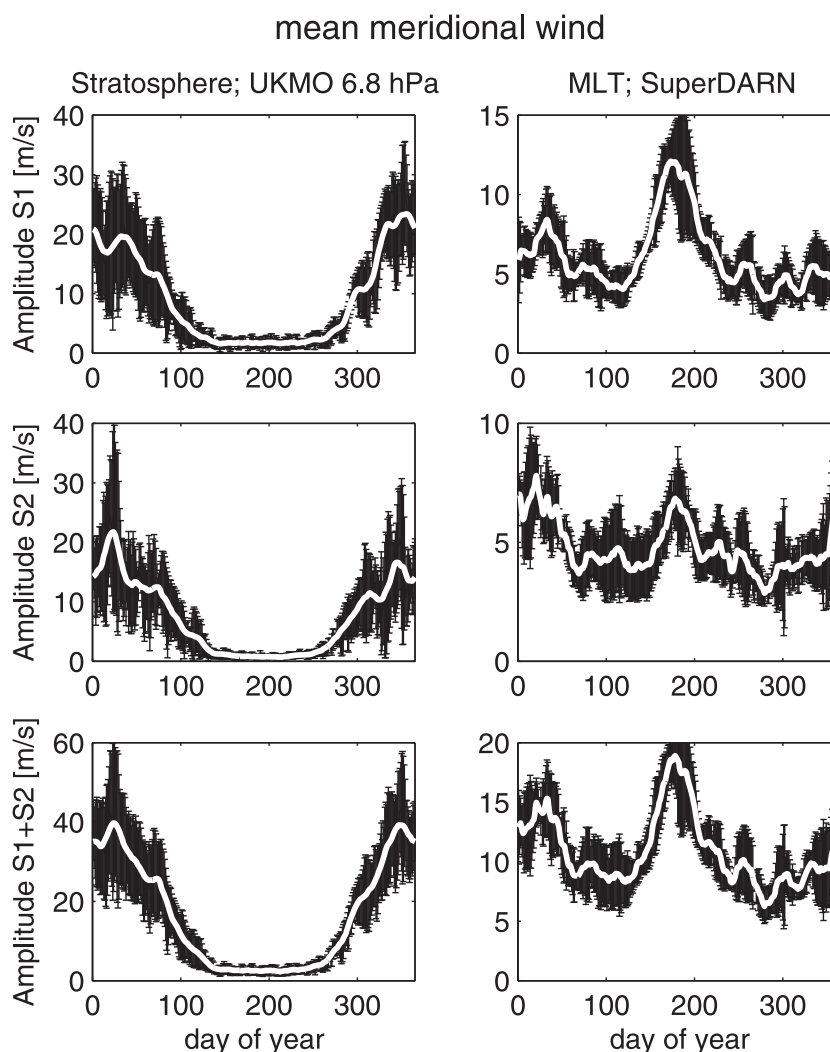 mean meridional wind
Stratosphere; UKMO 6.8 hPa
MLT; SuperDARN
Amplitude S1 [m/s]
40
30
20
10
0
0 100 200 300
15
10
5
0
0 100 200 300
Amplitude S2 [m/s]
40
30
20
10
0
0 100 200 300
10
5
0
0 100 200 300
Amplitude S1+S2 [m/s]
60
40
20
0
0 100 200 300
day of year
20
15
10
5
0
0 100 200 300
day of year